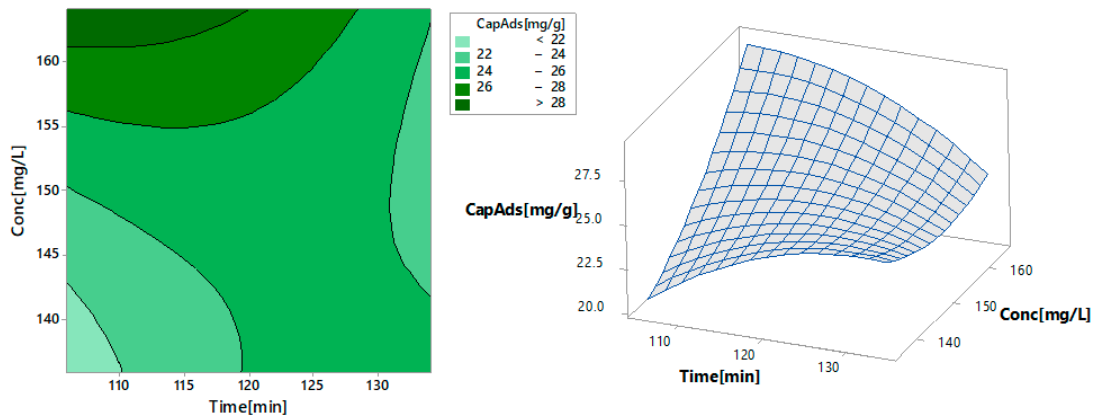 CapAds[mg/g]
< 22
22 – 24
24 – 26
26 – 28
> 28
160
155
150
145
140
Conc[mg/L]
110 115 120 125 130
Time[min]
27.5
25.0
22.5
20.0
CapAds[mg/g]
110
120
130
Time[min]
160
150
140
Conc[mg/L]